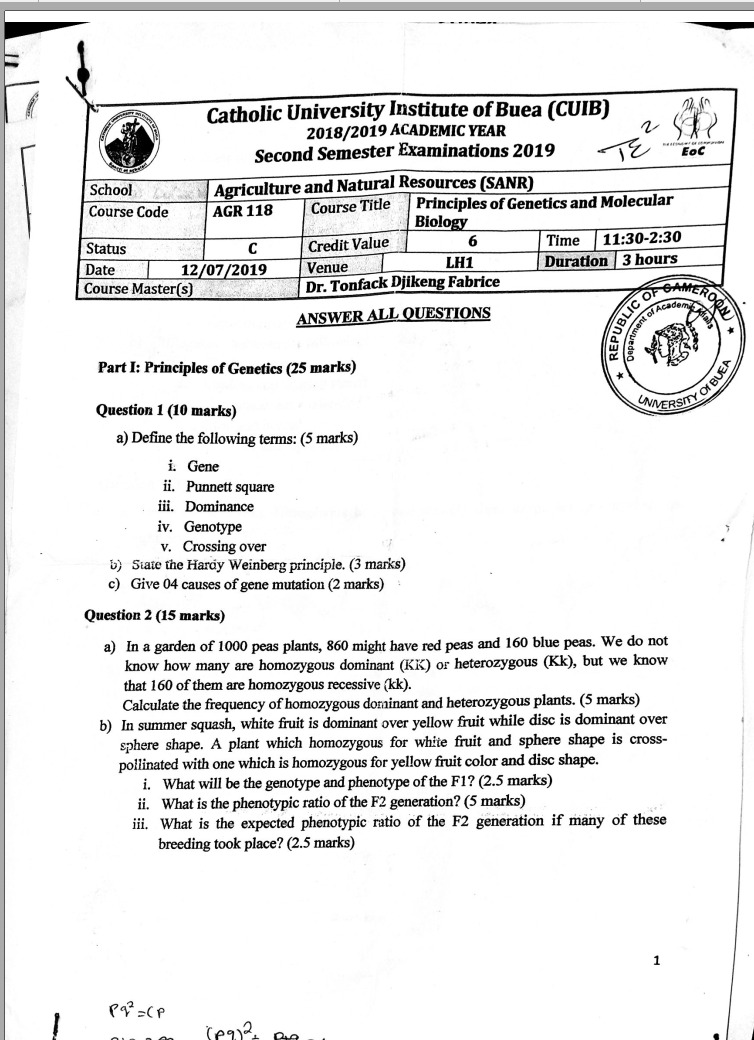 Catholic University Institute of Buea (CUIB)
2018/2019 ACADEMIC YEAR
Second Semester Examinations 2019
EoC
School Agriculture and Natural Resources (SANR)
Course Code AGR 118 Course Title Principles of Genetics and Molecular
Biology
Status C Credit Value 6 Time 11:30-2:30
Date 12/07/2019 Venue LH1 Duration 3 hours
Course Master(s) Dr. Tonfack Djikeng Fabrice
ANSWER ALL QUESTIONS
REPUBLIC OF CAMEROON
Department of Academic Affairs
UNIVERSITY OF BUEA
Part I: Principles of Genetics (25 marks)
Question 1 (10 marks)
a) Define the following terms: (5 marks)
i. Gene
ii. Punnett square
iii. Dominance
iv. Genotype
v. Crossing over
b) State the Hardy Weinberg principle. (3 marks)
c) Give 04 causes of gene mutation (2 marks)
Question 2 (15 marks)
a) In a garden of 1000 peas plants, 860 might have red peas and 160 blue peas. We do not
know how many are homozygous dominant (KK) or heterozygous (Kk), but we know
that 160 of them are homozygous recessive (kk).
Calculate the frequency of homozygous dominant and heterozygous plants. (5 marks)
b) In summer squash, white fruit is dominant over yellow fruit while disc is dominant over
sphere shape. A plant which homozygous for white fruit and sphere shape is cross-
pollinated with one which is homozygous for yellow fruit color and disc shape.
i. What will be the genotype and phenotype of the F1? (2.5 marks)
ii. What is the phenotypic ratio of the F2 generation? (5 marks)
iii. What is the expected phenotypic ratio of the F2 generation if many of these
breeding took place? (2.5 marks)
1